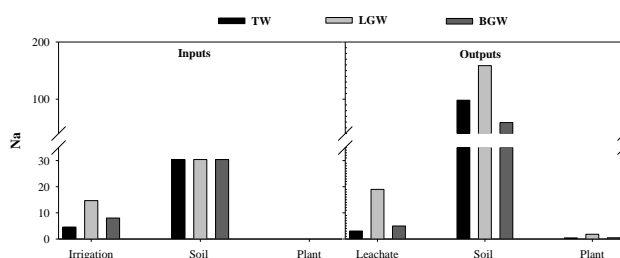 TW LGW BGW
200
Inputs Outputs
100
Na
30
20
10
0
Irrigation Soil Plant Leachate Soil Plant